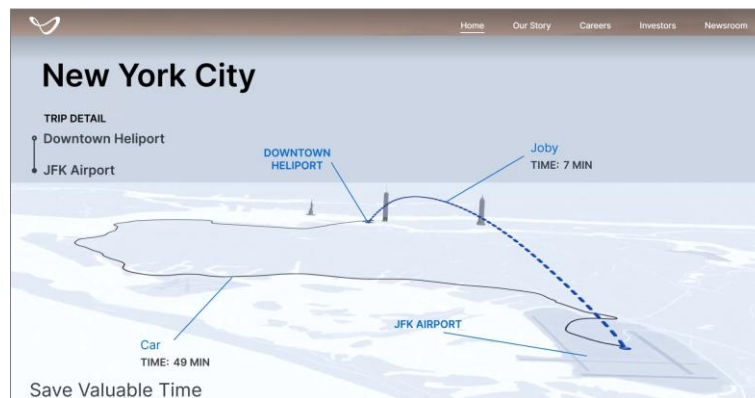 Home Our Story Careers Investors Newsroom
New York City
TRIP DETAIL
Downtown Heliport
JFK Airport
DOWNTOWN
HELIPORT
Joby
TIME: 7 MIN
JFK AIRPORT
Car
TIME: 49 MIN
Save Valuable Time